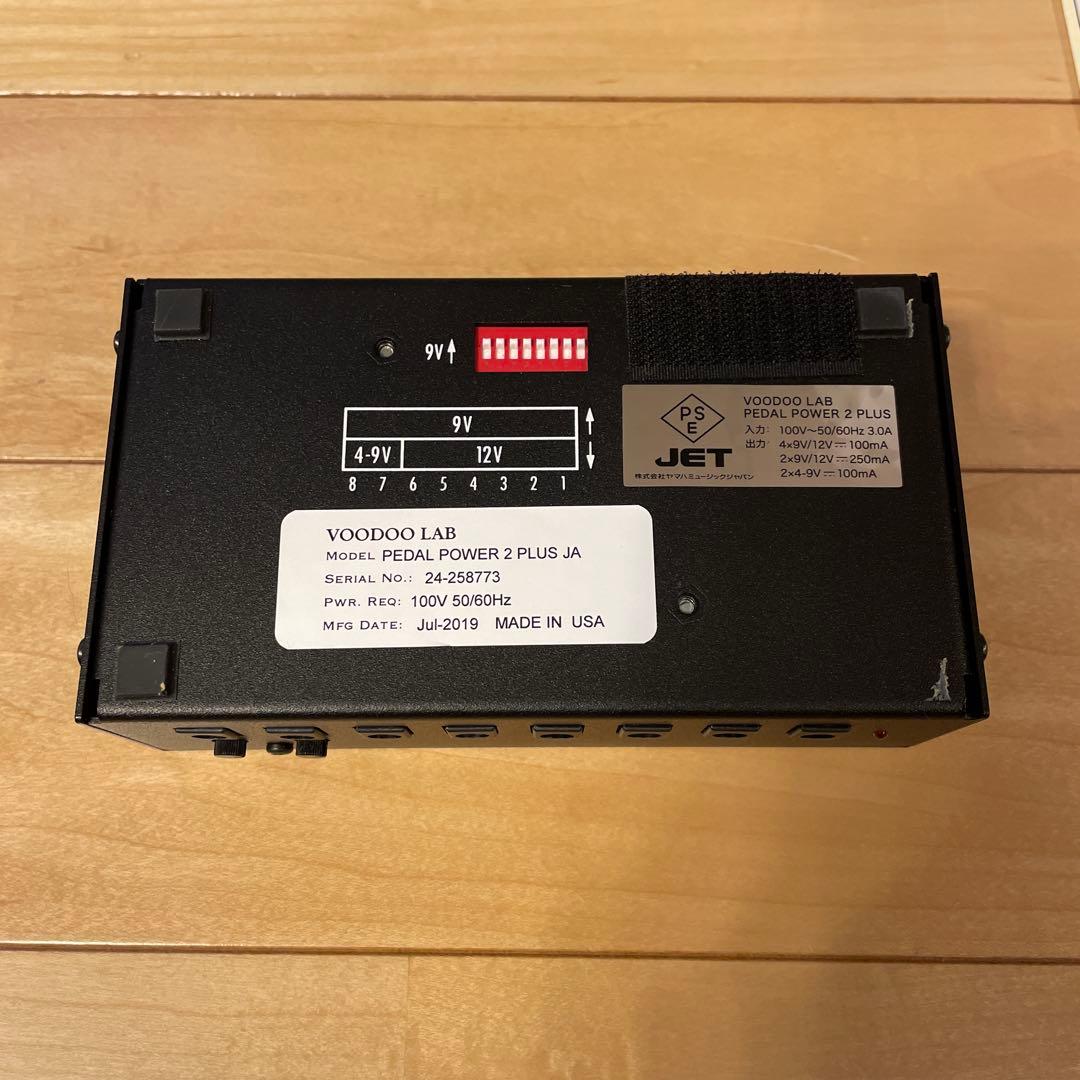 9V↑
9V
4-9V 12V
8 7 6 5 4 3 2 1
PSE
JET
株式会社ヤマハミュージックジャパン
VOODOO LAB
PEDAL POWER 2 PLUS
入力: 100V〜50/60Hz 3.0A
出力: 4×9V/12V⎓100mA
2×9V/12V⎓250mA
2×4-9V⎓100mA
VOODOO LAB
MODEL PEDAL POWER 2 PLUS JA
SERIAL NO.: 24-258773
PWR. REQ: 100V 50/60Hz
MFG DATE: Jul-2019 MADE IN USA